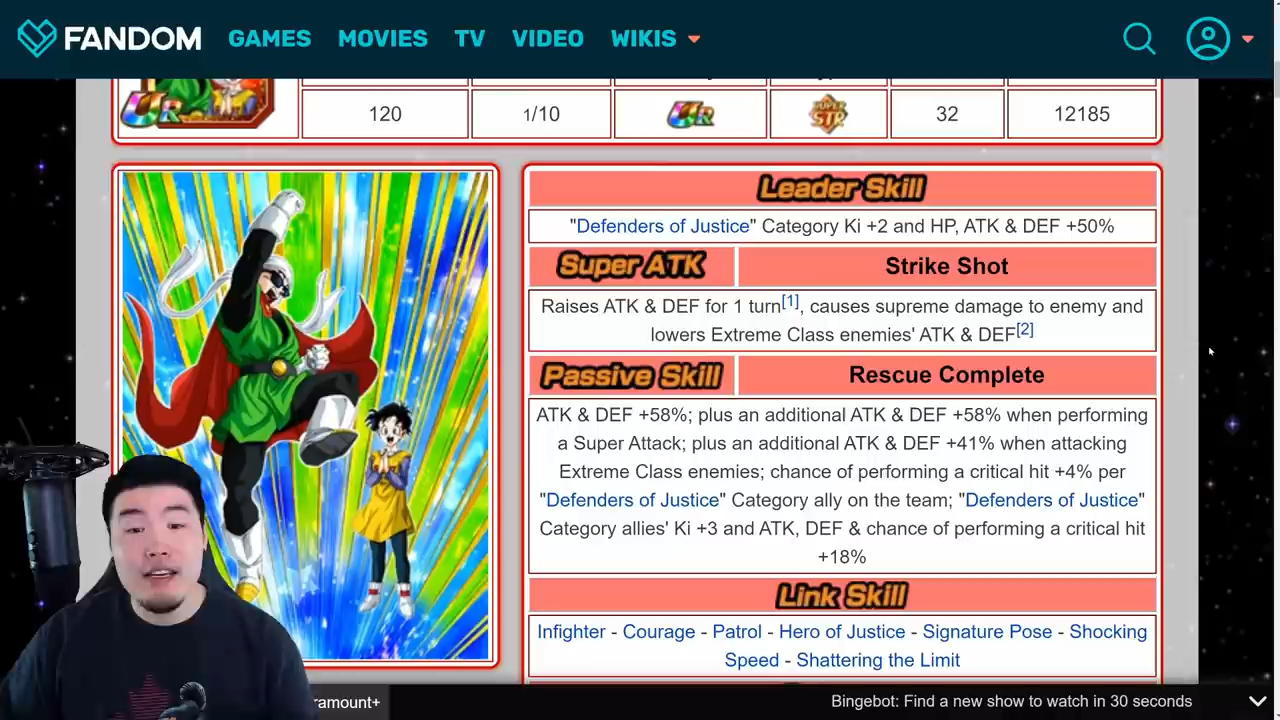 FANDOM GAMES MOVIES TV VIDEO WIKIS
UR 120 1/10 UR SUPER STR 32 12185
Leader Skill
"Defenders of Justice" Category Ki +2 and HP, ATK & DEF +50%
Super ATK Strike Shot
Raises ATK & DEF for 1 turn[1], causes supreme damage to enemy and
lowers Extreme Class enemies' ATK & DEF[2]
Passive Skill Rescue Complete
ATK & DEF +58%; plus an additional ATK & DEF +58% when performing
a Super Attack; plus an additional ATK & DEF +41% when attacking
Extreme Class enemies; chance of performing a critical hit +4% per
"Defenders of Justice" Category ally on the team; "Defenders of Justice"
Category allies' Ki +3 and ATK, DEF & chance of performing a critical hit
+18%
Link Skill
Infighter - Courage - Patrol - Hero of Justice - Signature Pose - Shocking
Speed - Shattering the Limit
ramount+ Bingebot: Find a new show to watch in 30 seconds